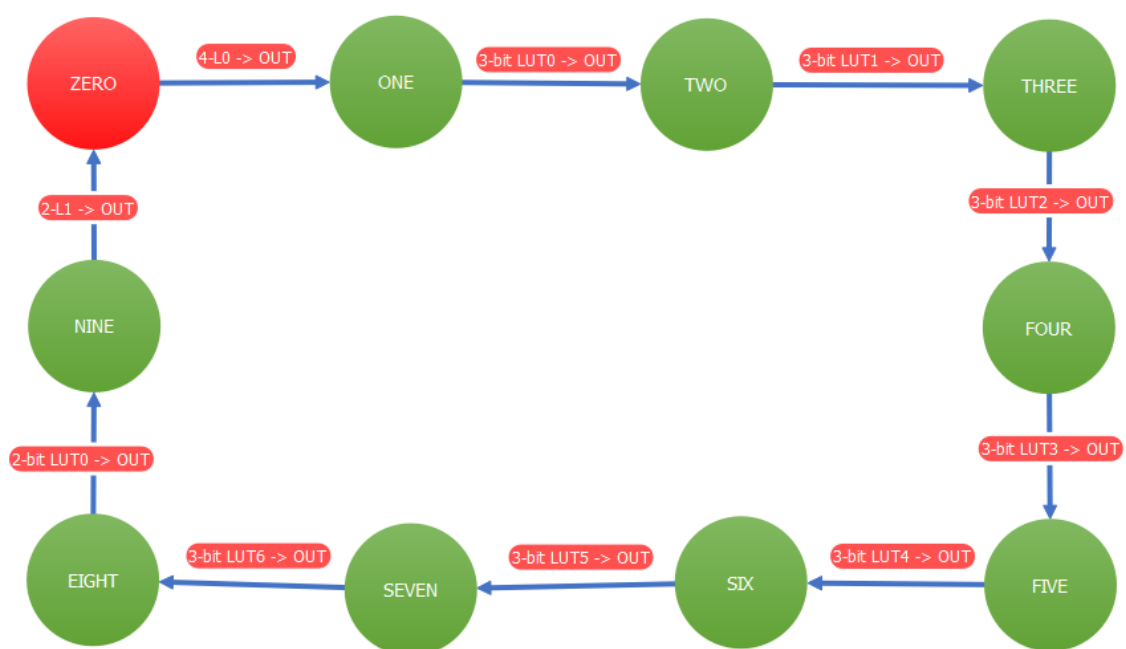 ZERO
4-L0 -> OUT
ONE
3-bit LUT0 -> OUT
TWO
3-bit LUT1 -> OUT
THREE
3-bit LUT2 -> OUT
FOUR
3-bit LUT3 -> OUT
FIVE
3-bit LUT4 -> OUT
SIX
3-bit LUT5 -> OUT
SEVEN
3-bit LUT6 -> OUT
EIGHT
2-bit LUT0 -> OUT
NINE
2-L1 -> OUT